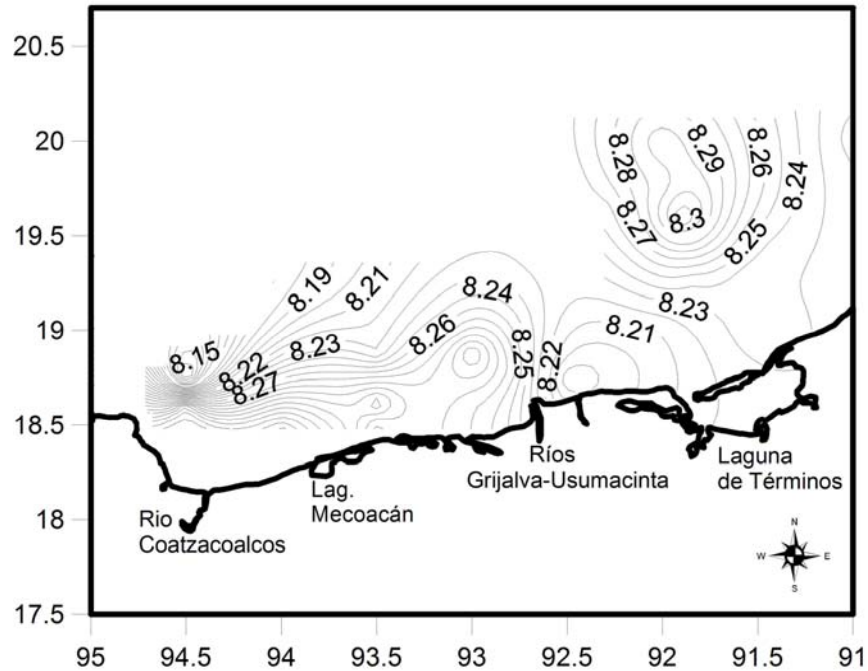 20.5
20
19.5
19
18.5
18
17.5
95
94.5
94
93.5
93
92.5
92
91.5
91
8.28
8.29
8.26
8.24
8.27
8.3
8.25
8.19
8.21
8.24
8.23
8.26
8.21
8.15
8.22
8.23
8.27
8.25
8.22
Rio
Coatzacoalcos
Lag.
Mecoacán
Ríos
Grijalva-Usumacinta
Laguna
de Términos
N
W
E
S